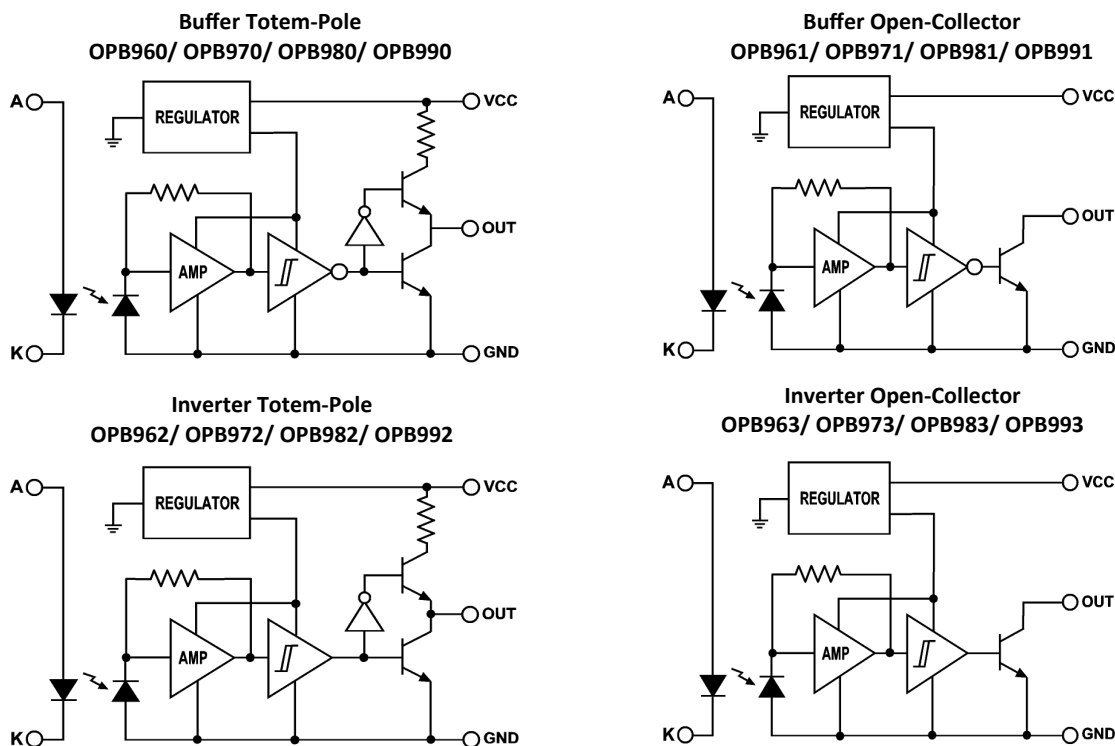 Buffer Totem-Pole
OPB960/ OPB970/ OPB980/ OPB990
A
REGULATOR
VCC
AMP
OUT
K
GND
Buffer Open-Collector
OPB961/ OPB971/ OPB981/ OPB991
A
REGULATOR
VCC
OUT
AMP
K
GND
Inverter Totem-Pole
OPB962/ OPB972/ OPB982/ OPB992
A
REGULATOR
VCC
OUT
AMP
K
GND
Inverter Open-Collector
OPB963/ OPB973/ OPB983/ OPB993
A
REGULATOR
VCC
OUT
AMP
K
GND